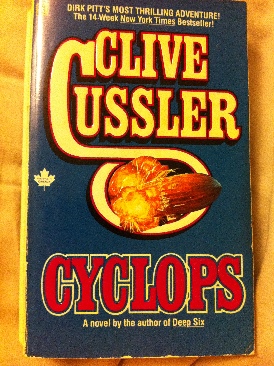 DIRK PITT'S MOST THRILLING ADVENTURE!
The 14-Week New York Times Bestseller!
CLIVE
CUSSLER
CYCLOPS
A novel by the author of Deep Six